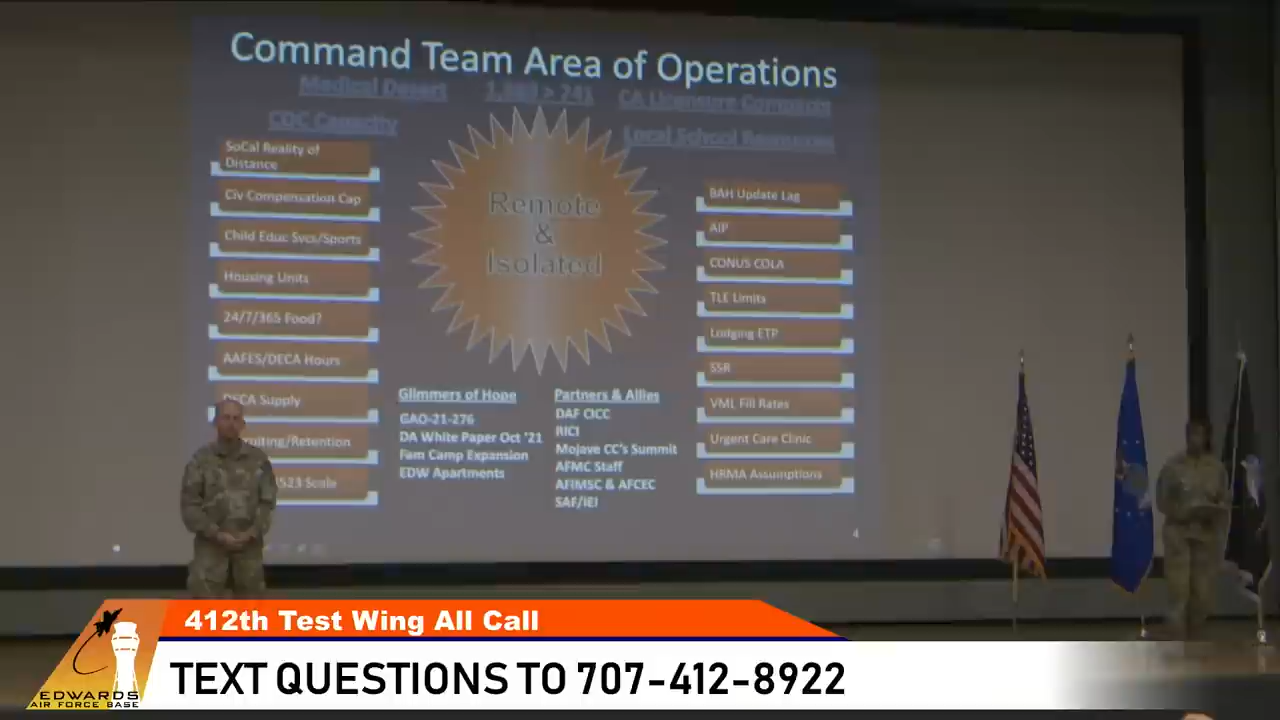 Command Team Area of Operations
Medical Desert
CA Licensure
CDC Capacity
Local School Resources
SoCal Reality of
Distance
Civ Compensation Cap
Child Educ Svcs/Sports
Housing Units
24/7/365 Food?
AAFES/DECA Hours
Supply
523 Scale
Remote
&
Isolated
BAH Update Lag
AIP
CONUS COLA
TLE Limits
Lodging ETP
SSR
VML Fill Rates
Urgent Care Clinic
HRMA Assumptions
Glimmers of Hope
GAO-21-276
DA White Paper Oct '21
Fam Camp Expansion
EDW Apartments
Partners & Allies
DAF CICC
RICI
Mojave CC's Summit
AFMC Staff
AFIMSC & AFCEC
SAF/IEI
4
412th Test Wing All Call
TEXT QUESTIONS TO 707-412-8922
EDWARDS
AIR FORCE BASE